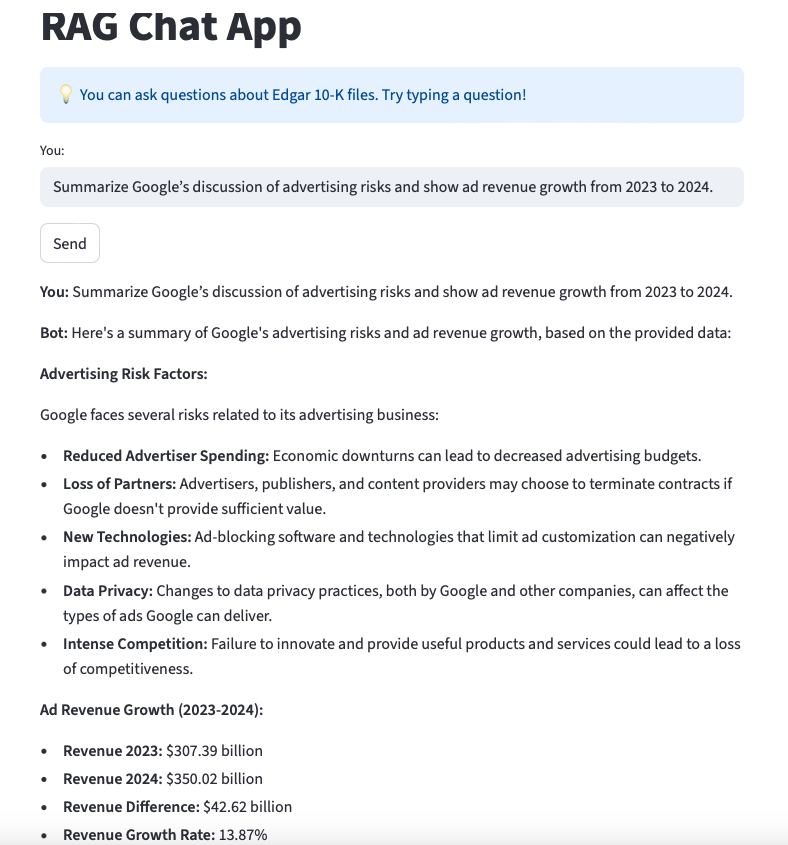 RAG Chat App
💡 You can ask questions about Edgar 10-K files. Try typing a question!
You:
Summarize Google’s discussion of advertising risks and show ad revenue growth from 2023 to 2024.
Send
You: Summarize Google’s discussion of advertising risks and show ad revenue growth from 2023 to 2024.
Bot: Here's a summary of Google's advertising risks and ad revenue growth, based on the provided data:
Advertising Risk Factors:
Google faces several risks related to its advertising business:
• Reduced Advertiser Spending: Economic downturns can lead to decreased advertising budgets.
• Loss of Partners: Advertisers, publishers, and content providers may choose to terminate contracts if
Google doesn't provide sufficient value.
• New Technologies: Ad-blocking software and technologies that limit ad customization can negatively
impact ad revenue.
• Data Privacy: Changes to data privacy practices, both by Google and other companies, can affect the
types of ads Google can deliver.
• Intense Competition: Failure to innovate and provide useful products and services could lead to a loss
of competitiveness.
Ad Revenue Growth (2023-2024):
• Revenue 2023: $307.39 billion
• Revenue 2024: $350.02 billion
• Revenue Difference: $42.62 billion
• Revenue Growth Rate: 13.87%